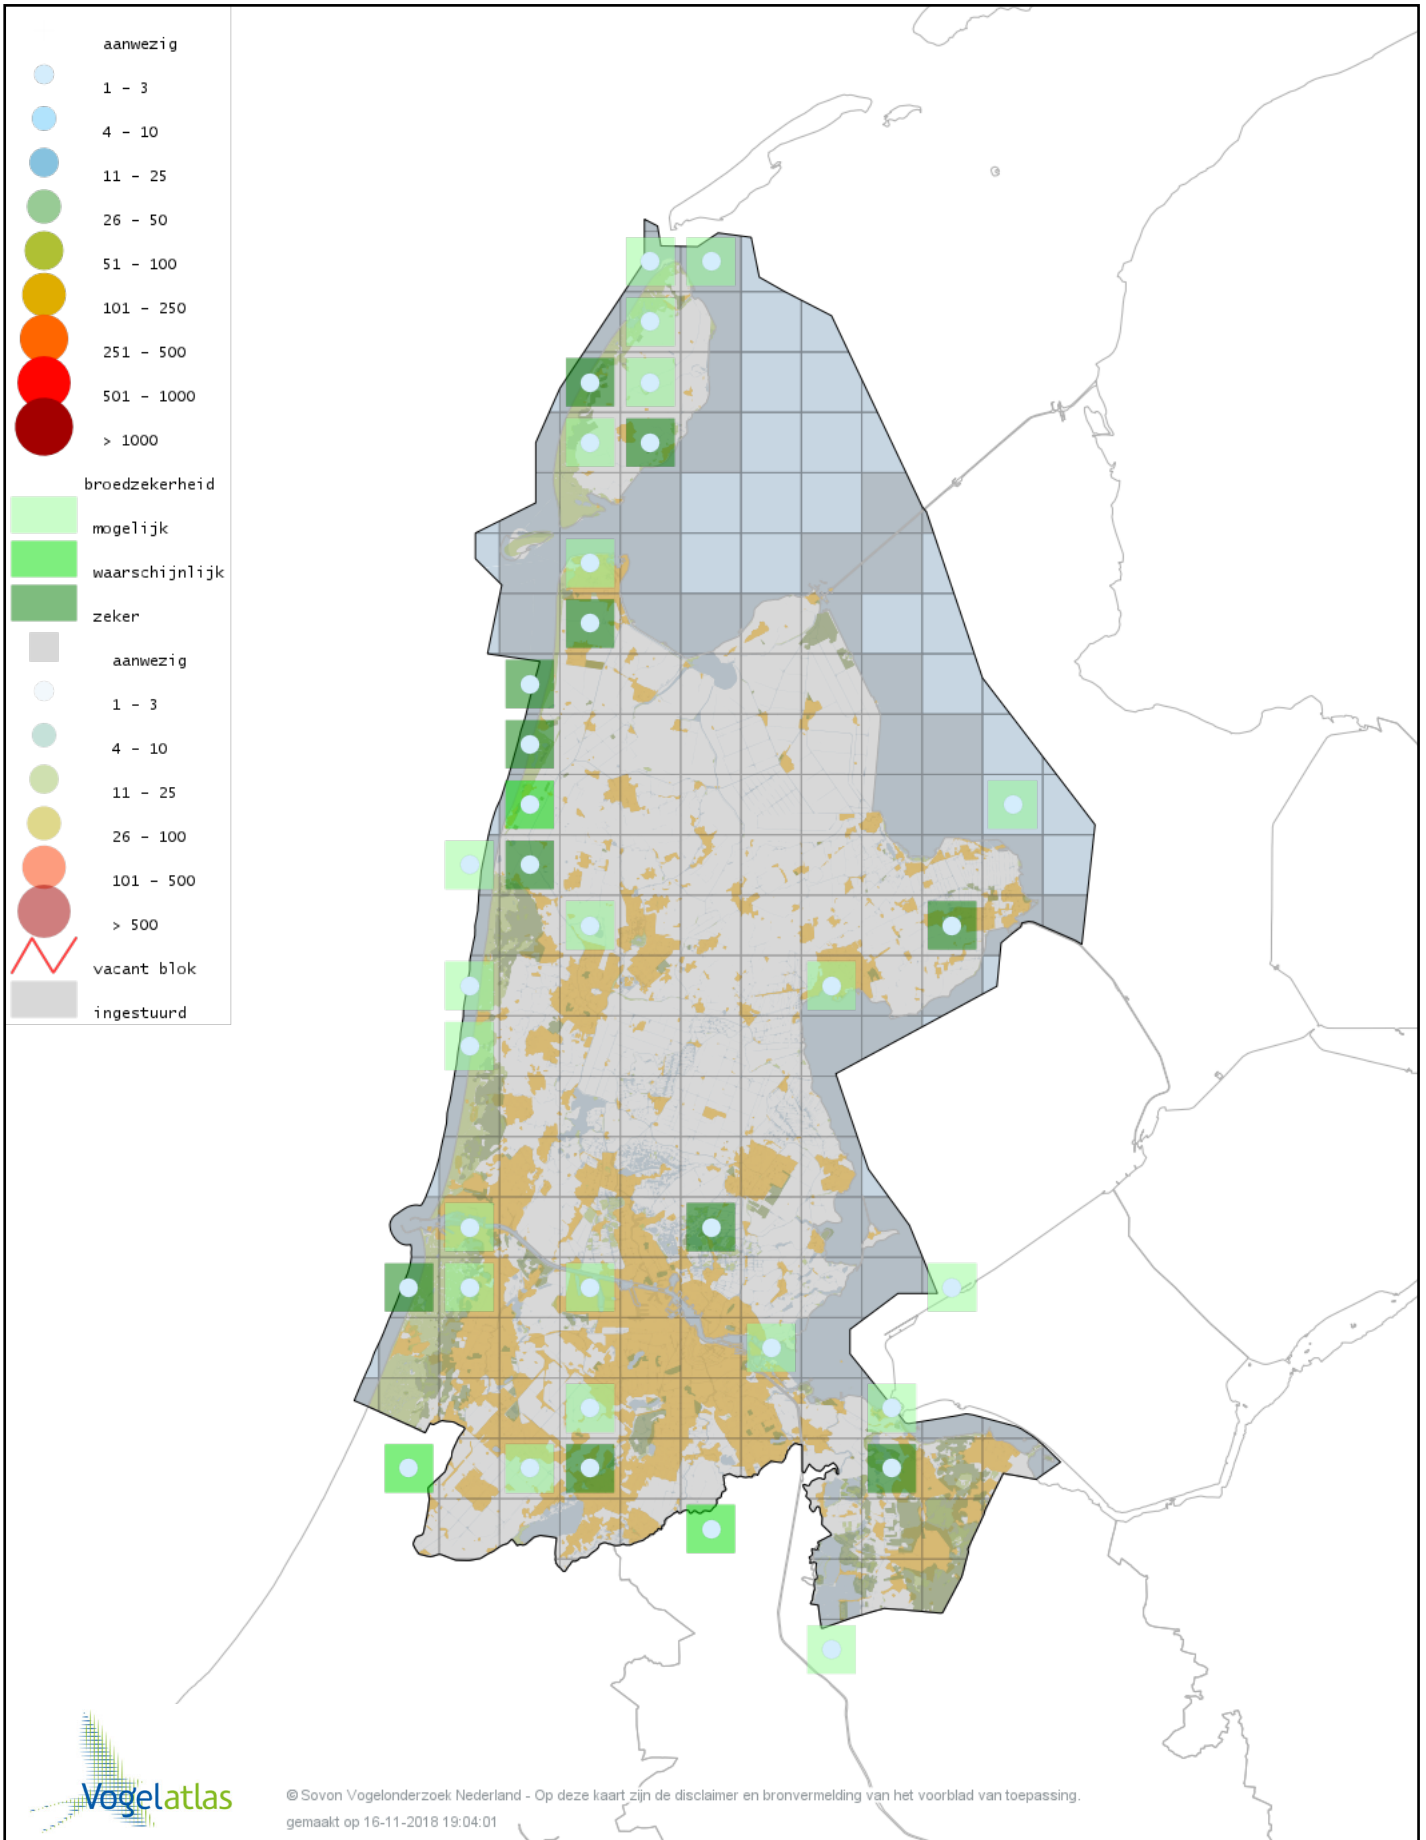 aanwezig
1 - 3
4 - 10
11 - 25
26 - 50
51 - 100
101 - 250
251 - 500
501 - 1000
> 1000
broedzekerheid
mogelijk
waarschijnlijk
zeker
aanwezig
1 - 3
4 - 10
11 - 25
26 - 100
101 - 500
> 500
vacant blok
ingestuurd
Vogelatlas
© Sovon Vogelonderzoek Nederland - Op deze kaart zijn de disclaimer en bronvermelding van het voorblad van toepassing.
gemaakt op 16-11-2018 19:04:01